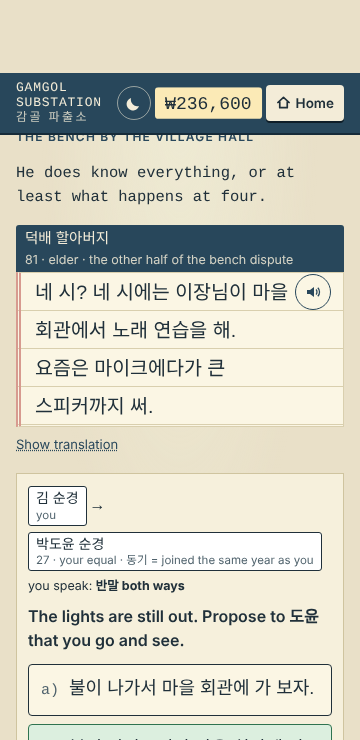 GAMGOL
SUBSTATION
감골 파출소
₩236,600
Home
THE BENCH BY THE VILLAGE HALL
He does know everything, or at
least what happens at four.
덕배 할아버지
81 · elder · the other half of the bench dispute
네 시? 네 시에는 이장님이 마을
회관에서 노래 연습을 해.
요즘은 마이크에다가 큰
스피커까지 써.
Show translation
김 순경
you
→
박도윤 순경
27 · your equal · 동기 = joined the same year as you
you speak: 반말 both ways
The lights are still out. Propose to 도윤
that you go and see.
a) 불이 나가서 마을 회관에 가 보자.